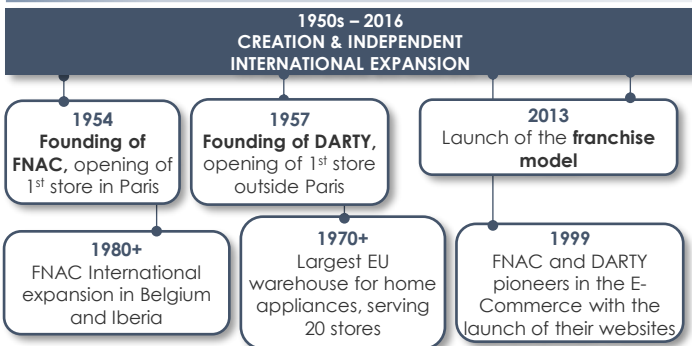 1950s – 2016
CREATION & INDEPENDENT
INTERNATIONAL EXPANSION
1954
Founding of
FNAC, opening of
1st store in Paris
1957
Founding of DARTY,
opening of 1st store
outside Paris
2013
Launch of the franchise
model
1980+
FNAC International
expansion in Belgium
and Iberia
1970+
Largest EU
warehouse for home
appliances, serving
20 stores
1999
FNAC and DARTY
pioneers in the E-
Commerce with the
launch of their websites